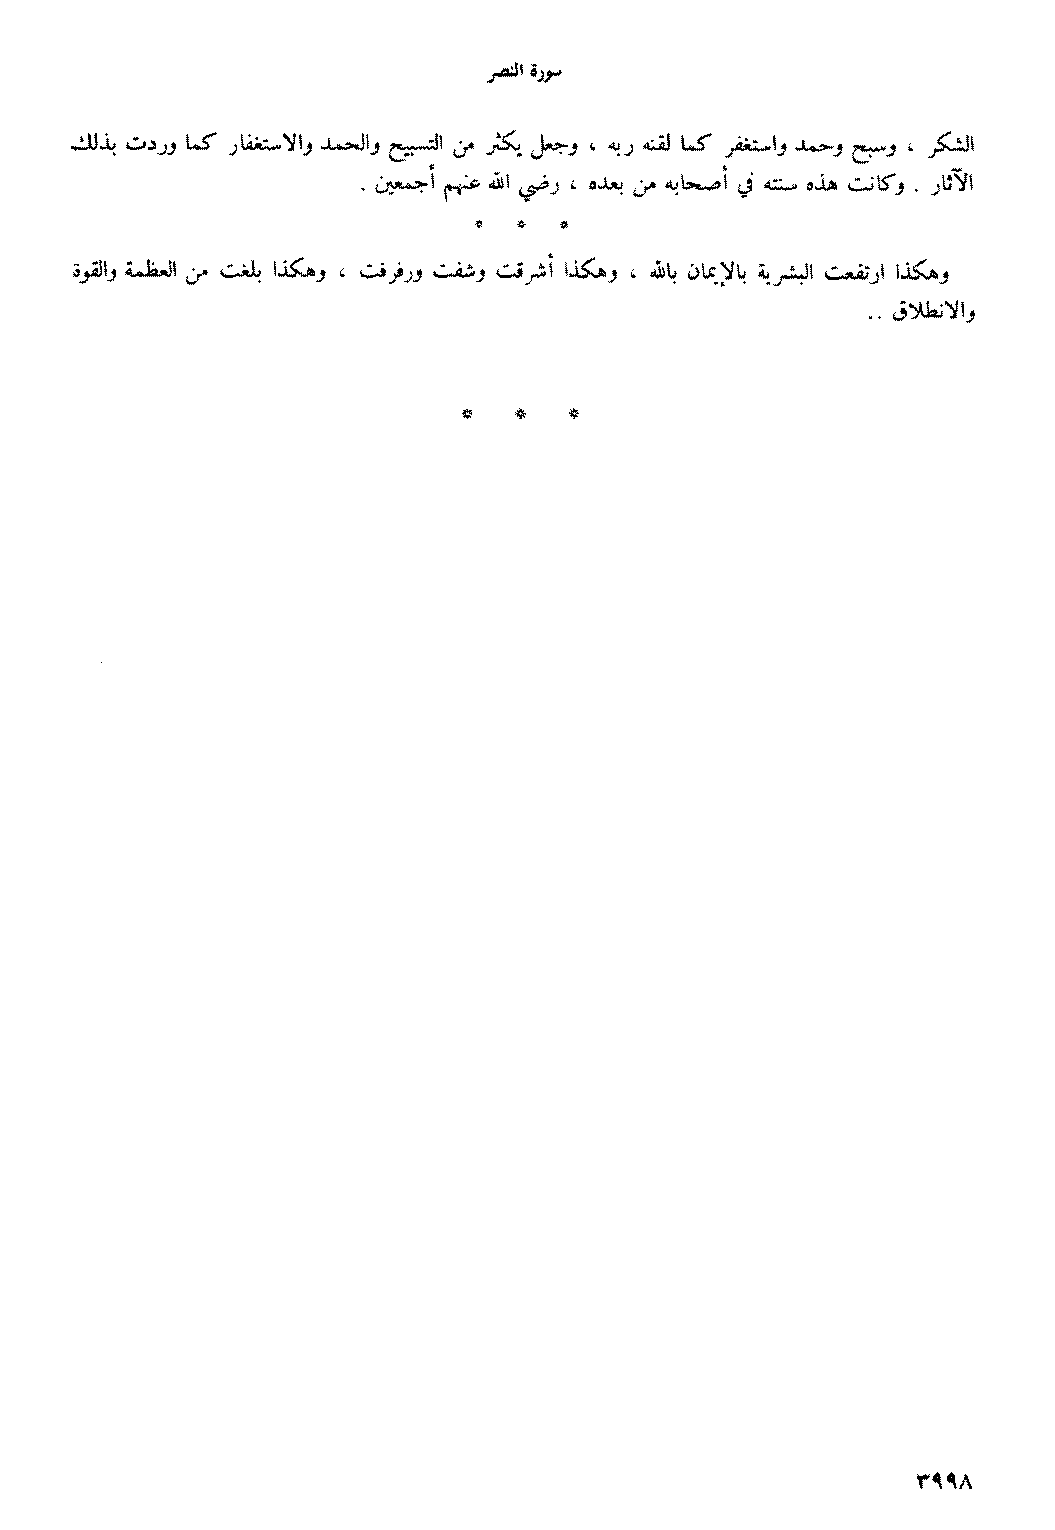 سورة النصر
الشكر ، وسبح وحمد واستغفر كما لقنه ربه ، وجعل يكثر من التسبيح والحمد والاستغفار كما وردت بذلك
الآثار . وكانت هذه سنته في أصحابه من بعده ، رضي الله عنهم أجمعين .
* * *
وهكذا ارتفعت البشرية بالإيمان بالله ، وهكذا أشرقت وشفت ورفرفت ، وهكذا بلغت من العظمة والقوة
والانطلاق ..
* * *
٣٩٩٨